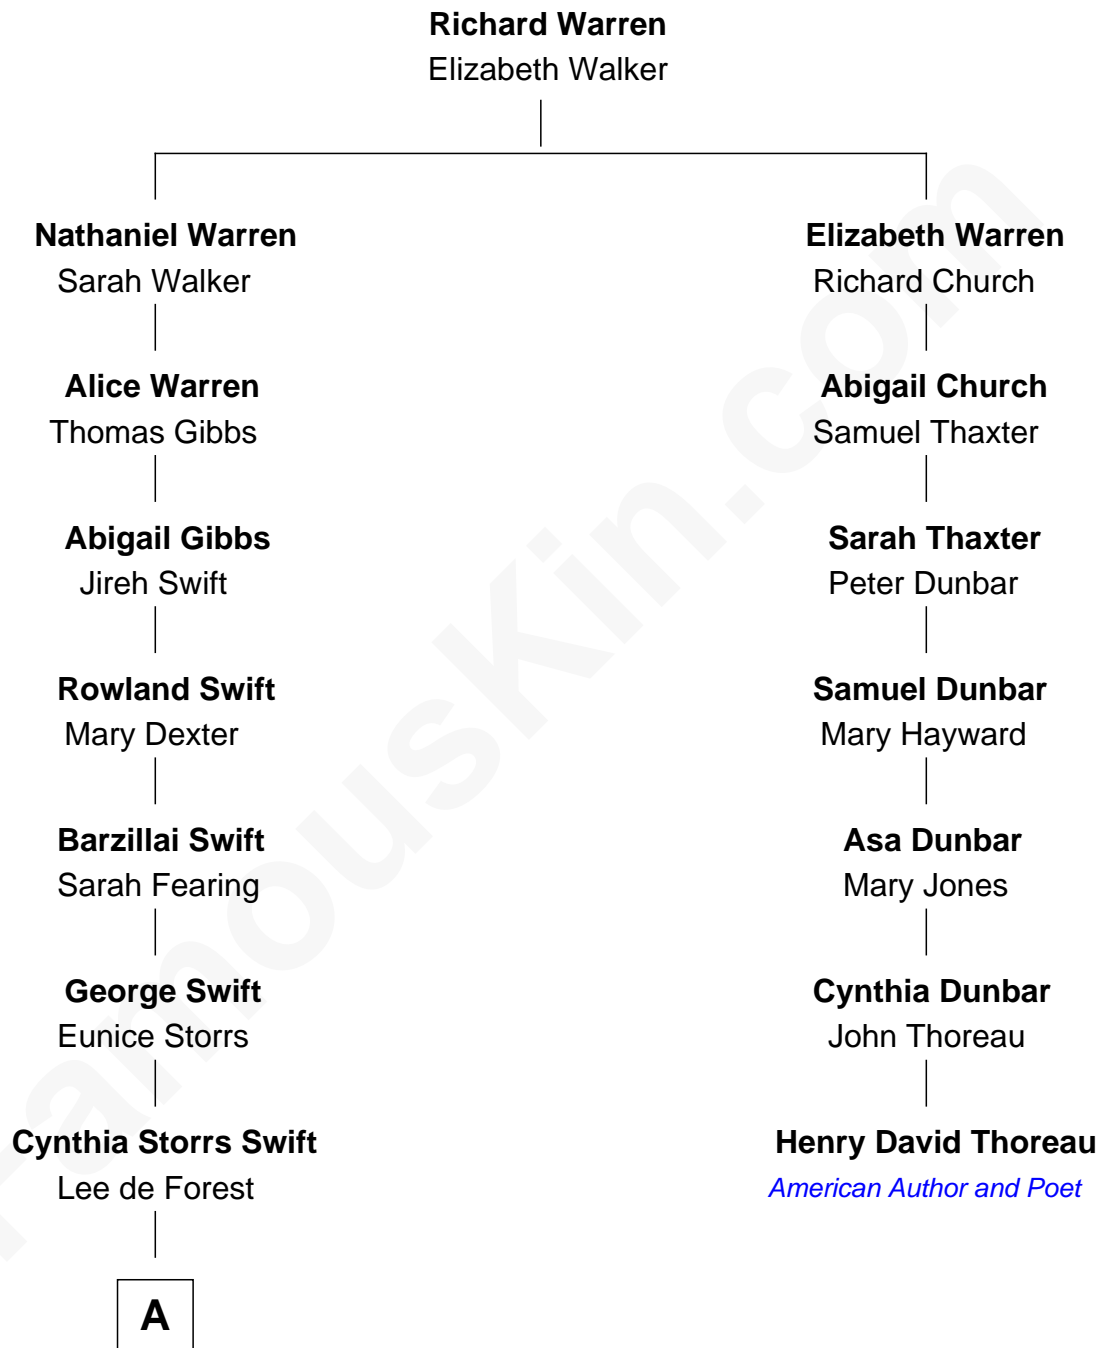 Richard Warren
Elizabeth Walker
Nathaniel Warren
Sarah Walker
Alice Warren
Thomas Gibbs
Abigail Gibbs
Jireh Swift
Rowland Swift
Mary Dexter
Barzillai Swift
Sarah Fearing
George Swift
Eunice Storrs
Cynthia Storrs Swift
Lee de Forest
A
Elizabeth Warren
Richard Church
Abigail Church
Samuel Thaxter
Sarah Thaxter
Peter Dunbar
Samuel Dunbar
Mary Hayward
Asa Dunbar
Mary Jones
Cynthia Dunbar
John Thoreau
Henry David Thoreau
American Author and Poet
FamousKin.com